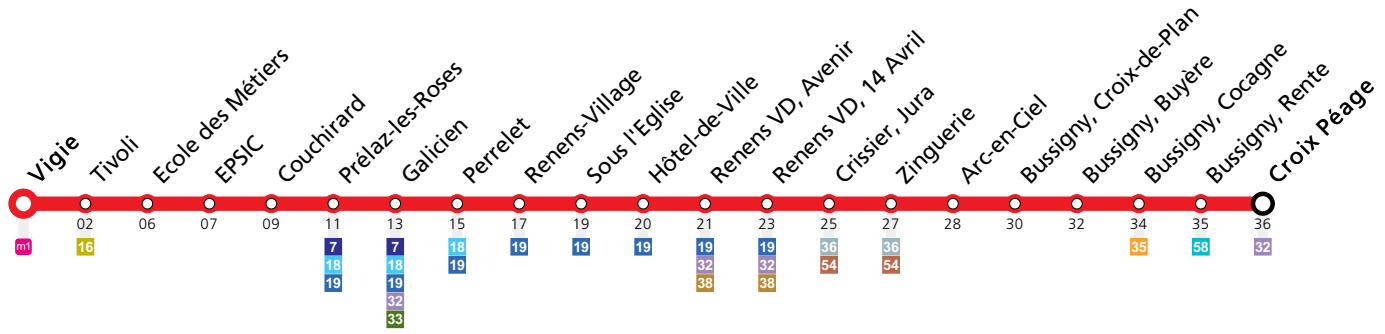 Vigie
Tivoli
Ecole des Métiers
EPSIC
Couchirard
Prélaz-les-Roses
Galicien
Perrelet
Renens-Village
Sous l'Eglise
Hôtel-de-Ville
Renens VD, Avenir
Renens VD, 14 Avril
Crissier, Jura
Zinguerie
Arc-en-Ciel
Bussigny, Croix-de-Plan
Bussigny, Buyère
Bussigny, Cocagne
Bussigny, Rente
Croix Péage
02 06 07 09 11 13 15 17 19 20 21 23 25 27 28 30 32 34 35 36
m1 16 7 7 18 19 19 19 19 19 36 36 35 58 32
18 18 19 32 32 54 54
19 19 38 38
32
33